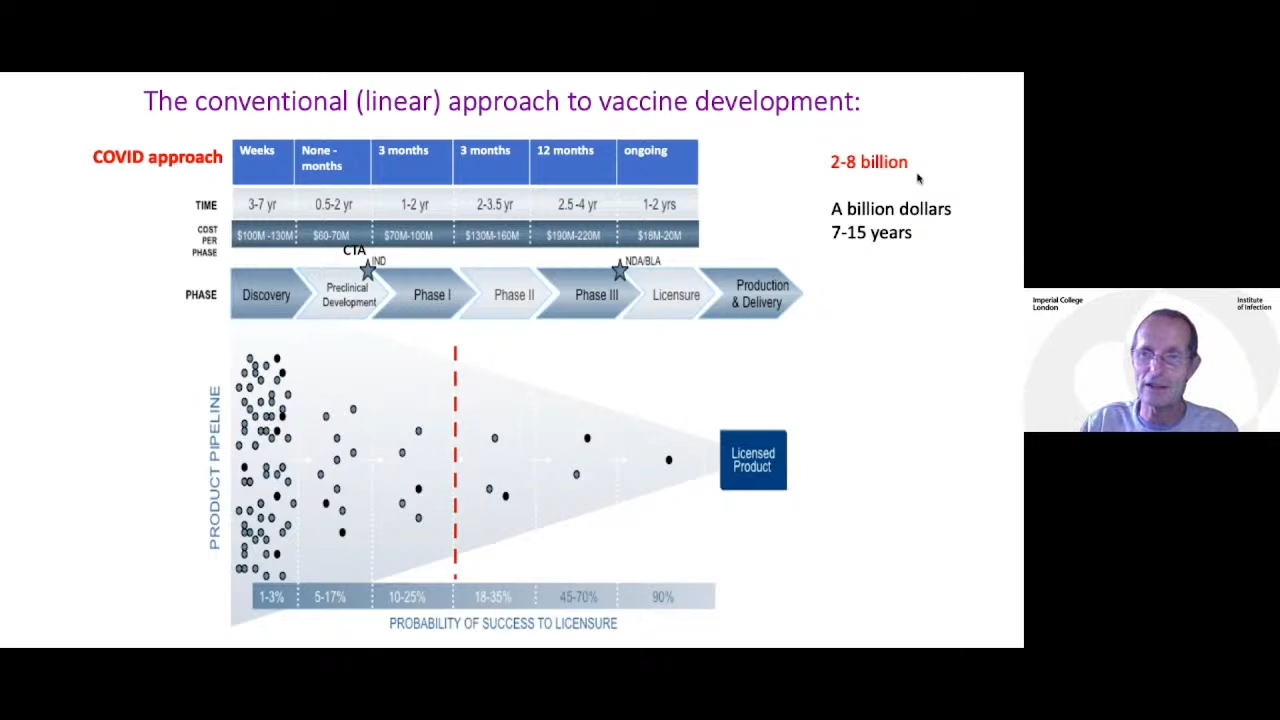 The conventional (linear) approach to vaccine development:
COVID approach
Weeks
None -
months
3 months
3 months
12 months
ongoing
2-8 billion
TIME
3-7 yr
0.5-2 yr
1-2 yr
2-3.5 yr
2.5-4 yr
1-2 yrs
A billion dollars
7-15 years
COST
PER
PHASE
$100M -130M
$60-70M
$70M-100M
$130M-160M
$190M-220M
$18M-20M
CTA
IND
NDA/BLA
PHASE
Discovery
Preclinical
Development
Phase I
Phase II
Phase III
Licensure
Production
& Delivery
Imperial College
London
Institute
of Infection
PRODUCT PIPELINE
Licensed
Product
1-3%
5-17%
10-25%
18-35%
45-70%
90%
PROBABILITY OF SUCCESS TO LICENSURE